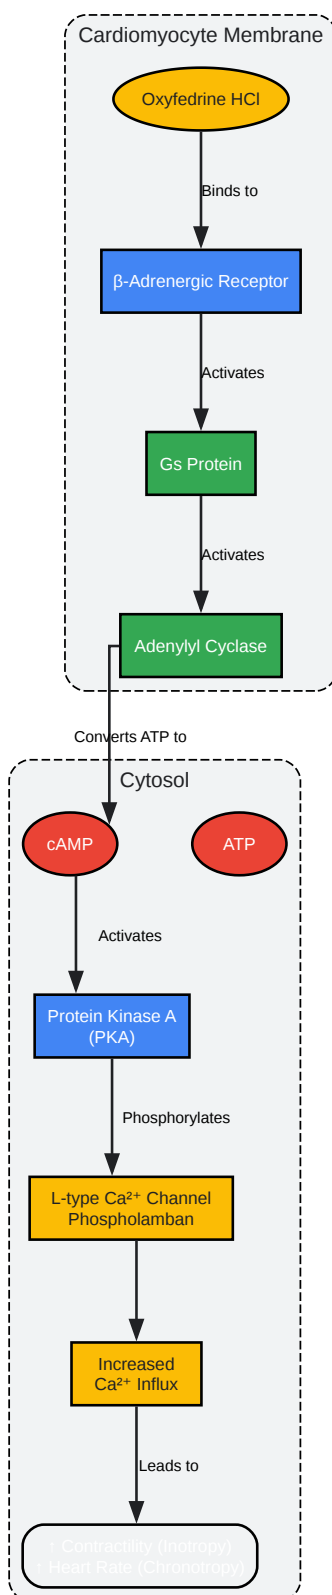 Cardiomyocyte Membrane
Oxyfedrine HCl
Binds to
β-Adrenergic Receptor
Activates
Gs Protein
Activates
Adenylyl Cyclase
Converts ATP to
Cytosol
cAMP
ATP
Activates
Protein Kinase A
(PKA)
Phosphorylates
L-type Ca²⁺ Channel
Phospholamban
Increased
Ca²⁺ Influx
Leads to
↑ Contractility (Inotropy)
↑ Heart Rate (Chronotropy)